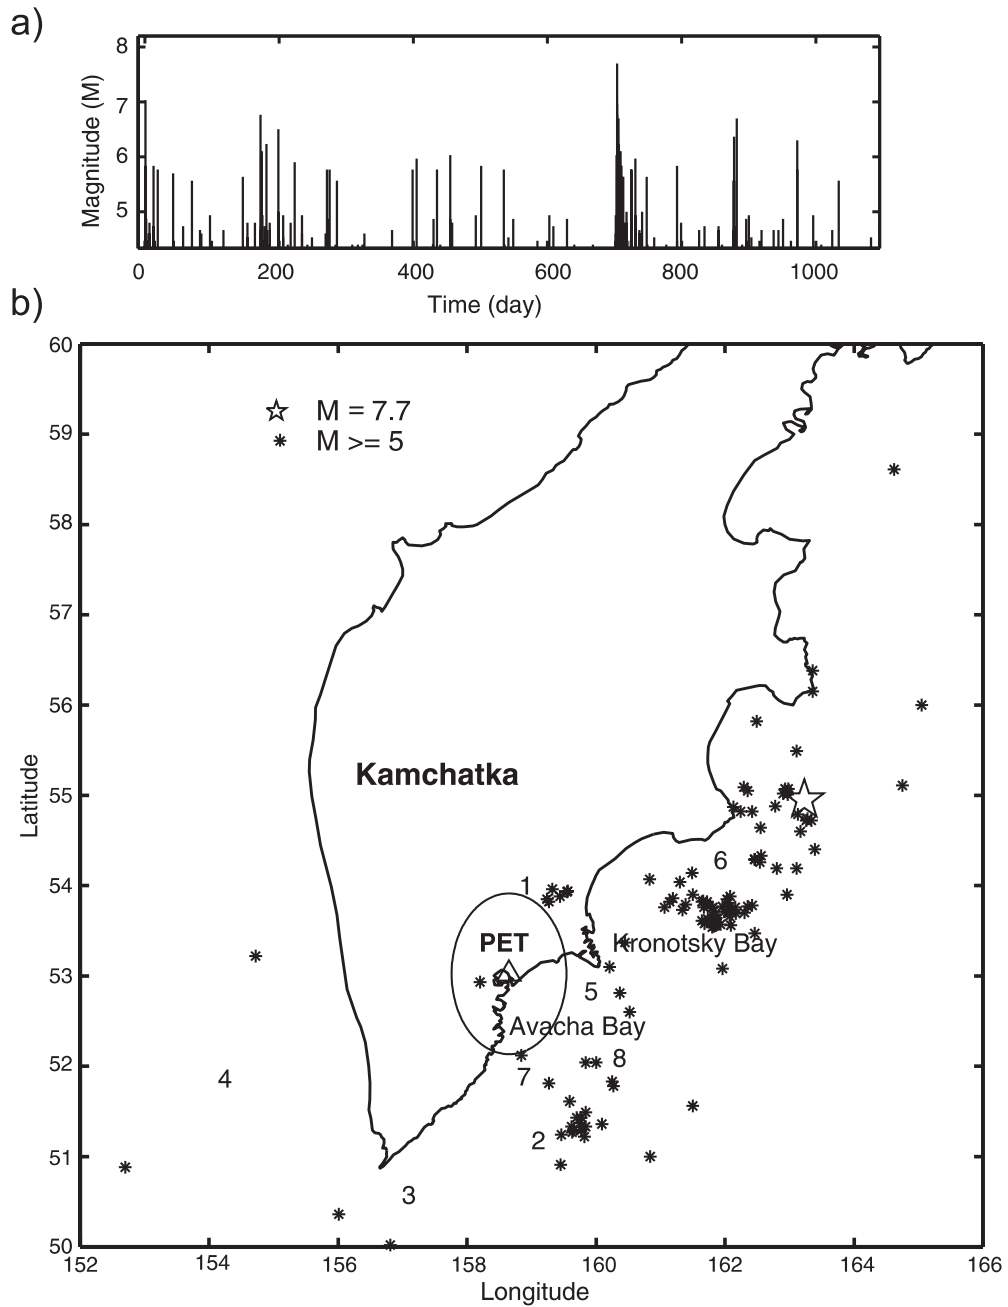 a)
8
7
6
5
Magnitude (M)
0 200 400 600 800 1000
Time (day)
b)
60
59
58
57
56
55
54
53
52
51
50
Latitude
M = 7.7
M >= 5
Kamchatka
6
1
PET
Kronotsky Bay
5
Avacha Bay
8
7
4
2
3
152 154 156 158 160 162 164 166
Longitude